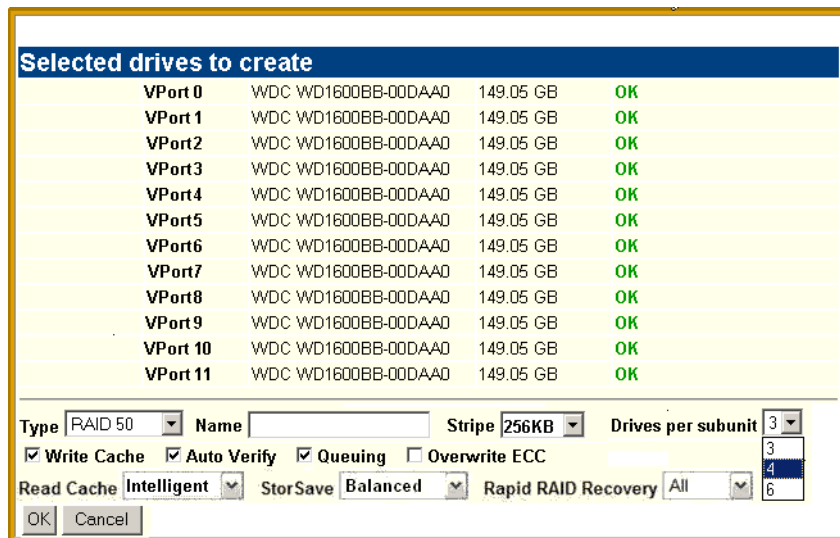 Selected drives to create
VPort 0 WDC WD1600BB-00DAA0 149.05 GB OK
VPort 1 WDC WD1600BB-00DAA0 149.05 GB OK
VPort2 WDC WD1600BB-00DAA0 149.05 GB OK
VPort3 WDC WD1600BB-00DAA0 149.05 GB OK
VPort4 WDC WD1600BB-00DAA0 149.05 GB OK
VPort5 WDC WD1600BB-00DAA0 149.05 GB OK
VPort6 WDC WD1600BB-00DAA0 149.05 GB OK
VPort7 WDC WD1600BB-00DAA0 149.05 GB OK
VPort8 WDC WD1600BB-00DAA0 149.05 GB OK
VPort9 WDC WD1600BB-00DAA0 149.05 GB OK
VPort 10 WDC WD1600BB-00DAA0 149.05 GB OK
VPort 11 WDC WD1600BB-00DAA0 149.05 GB OK
Type RAID 50 Name Stripe 256KB Drives per subunit 3
Write Cache Auto Verify Queuing Overwrite ECC
3
4
6
Read Cache Intelligent StorSave Balanced Rapid RAID Recovery All
OK Cancel